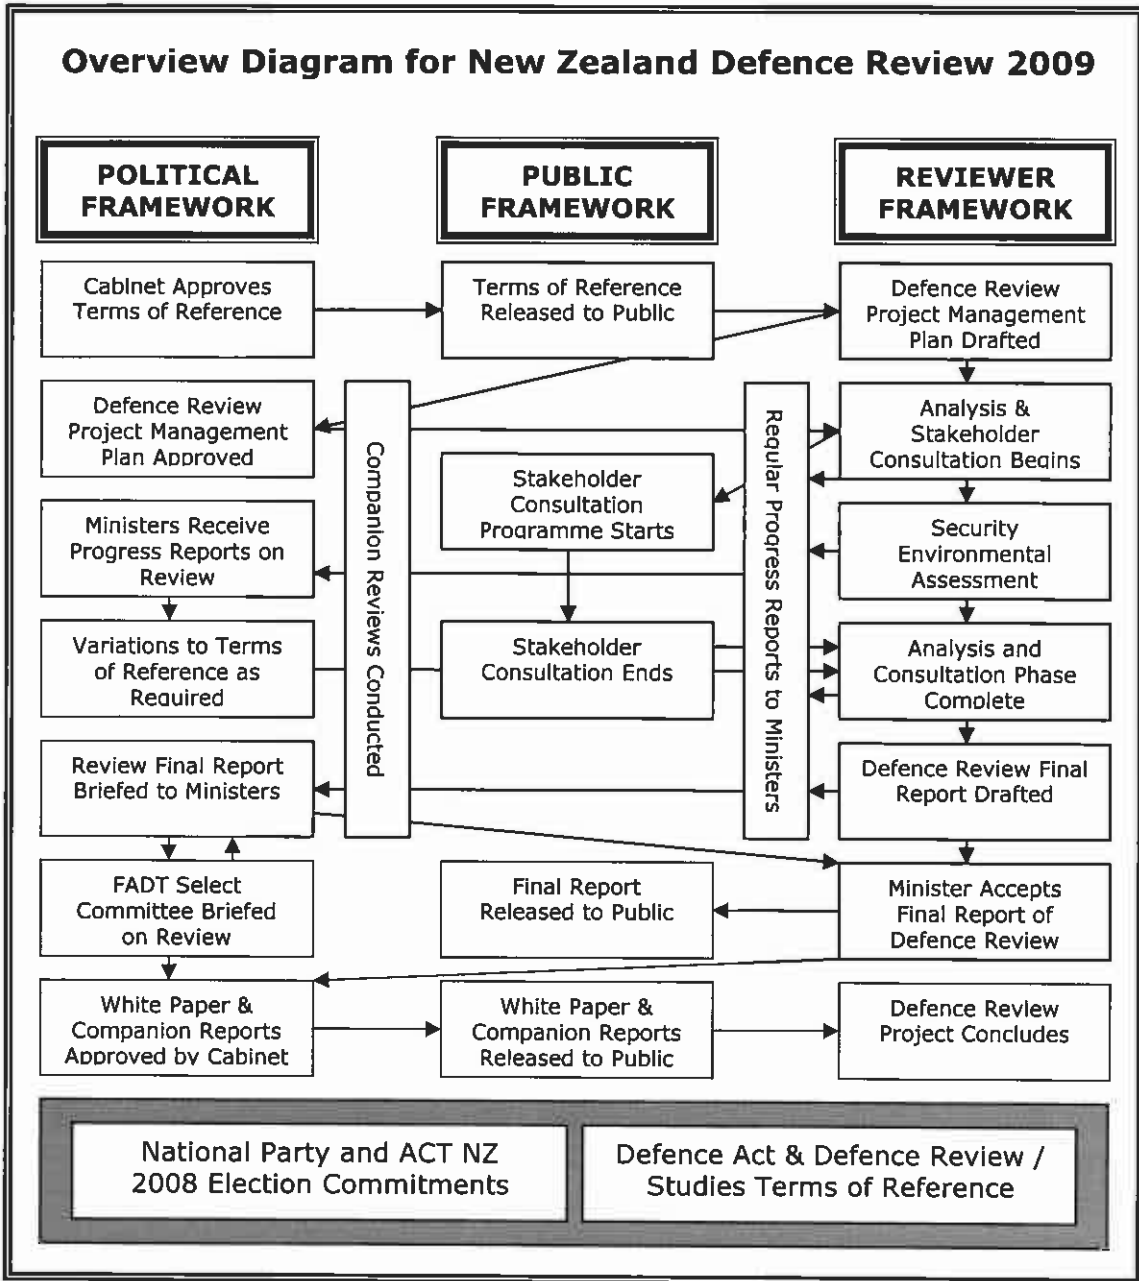 Overview Diagram for New Zealand Defence Review 2009
POLITICAL
FRAMEWORK
PUBLIC
FRAMEWORK
REVIEWER
FRAMEWORK
Cabinet Approves
Terms of Reference
Terms of Reference
Released to Public
Defence Review
Project Management
Plan Drafted
Defence Review
Project Management
Plan Approved
Companion Reviews Conducted
Stakeholder
Consultation
Programme Starts
Regular Progress Reports to Ministers
Analysis &
Stakeholder
Consultation Begins
Ministers Receive
Progress Reports on
Review
Security
Environmental
Assessment
Variations to Terms
of Reference as
Required
Stakeholder
Consultation Ends
Analysis and
Consultation Phase
Complete
Review Final Report
Briefed to Ministers
Defence Review Final
Report Drafted
FADT Select
Committee Briefed
on Review
Final Report
Released to Public
Minister Accepts
Final Report of
Defence Review
White Paper &
Companion Reports
Approved by Cabinet
White Paper &
Companion Reports
Released to Public
Defence Review
Project Concludes
National Party and ACT NZ
2008 Election Commitments
Defence Act & Defence Review /
Studies Terms of Reference